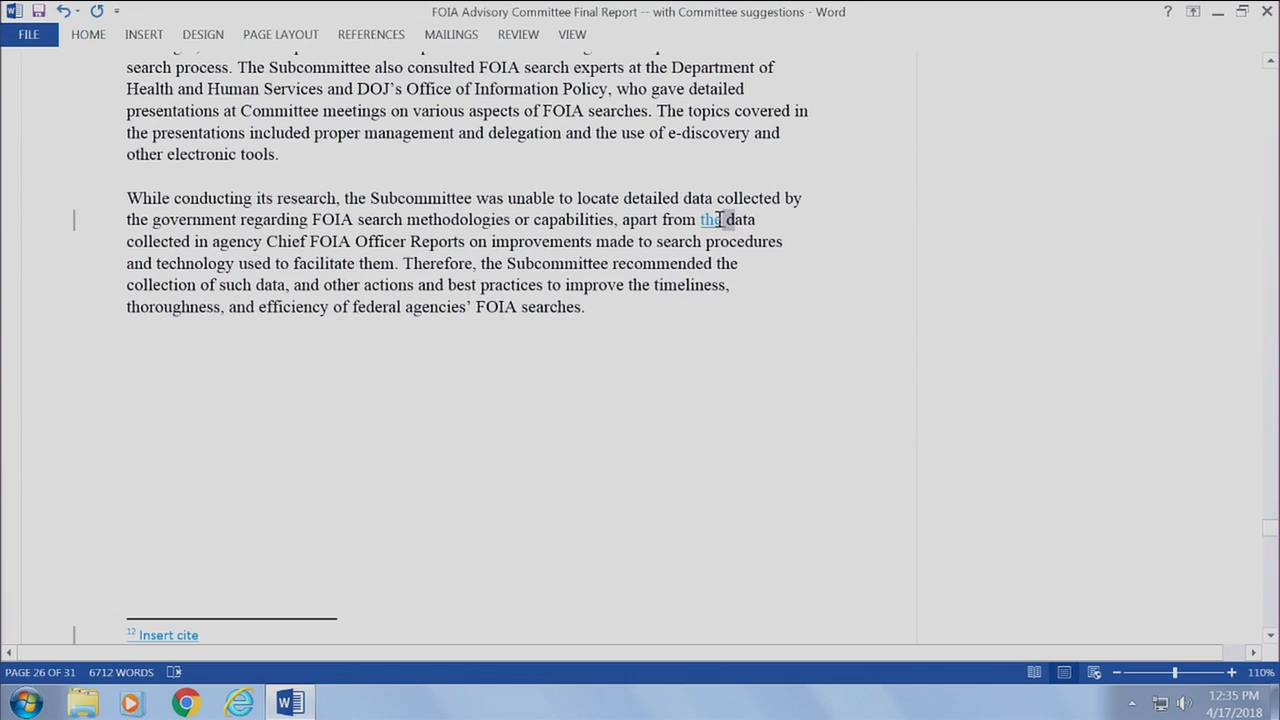 FOIA Advisory Committee Final Report -- with Committee suggestions - Word
FILE HOME INSERT DESIGN PAGE LAYOUT REFERENCES MAILINGS REVIEW VIEW
search process. The Subcommittee also consulted FOIA search experts at the Department of
Health and Human Services and DOJ’s Office of Information Policy, who gave detailed
presentations at Committee meetings on various aspects of FOIA searches. The topics covered in
the presentations included proper management and delegation and the use of e-discovery and
other electronic tools.
While conducting its research, the Subcommittee was unable to locate detailed data collected by
the government regarding FOIA search methodologies or capabilities, apart from the data
collected in agency Chief FOIA Officer Reports on improvements made to search procedures
and technology used to facilitate them. Therefore, the Subcommittee recommended the
collection of such data, and other actions and best practices to improve the timeliness,
thoroughness, and efficiency of federal agencies’ FOIA searches.
12 Insert cite
PAGE 26 OF 31 6712 WORDS 110%
12:35 PM
4/17/2018